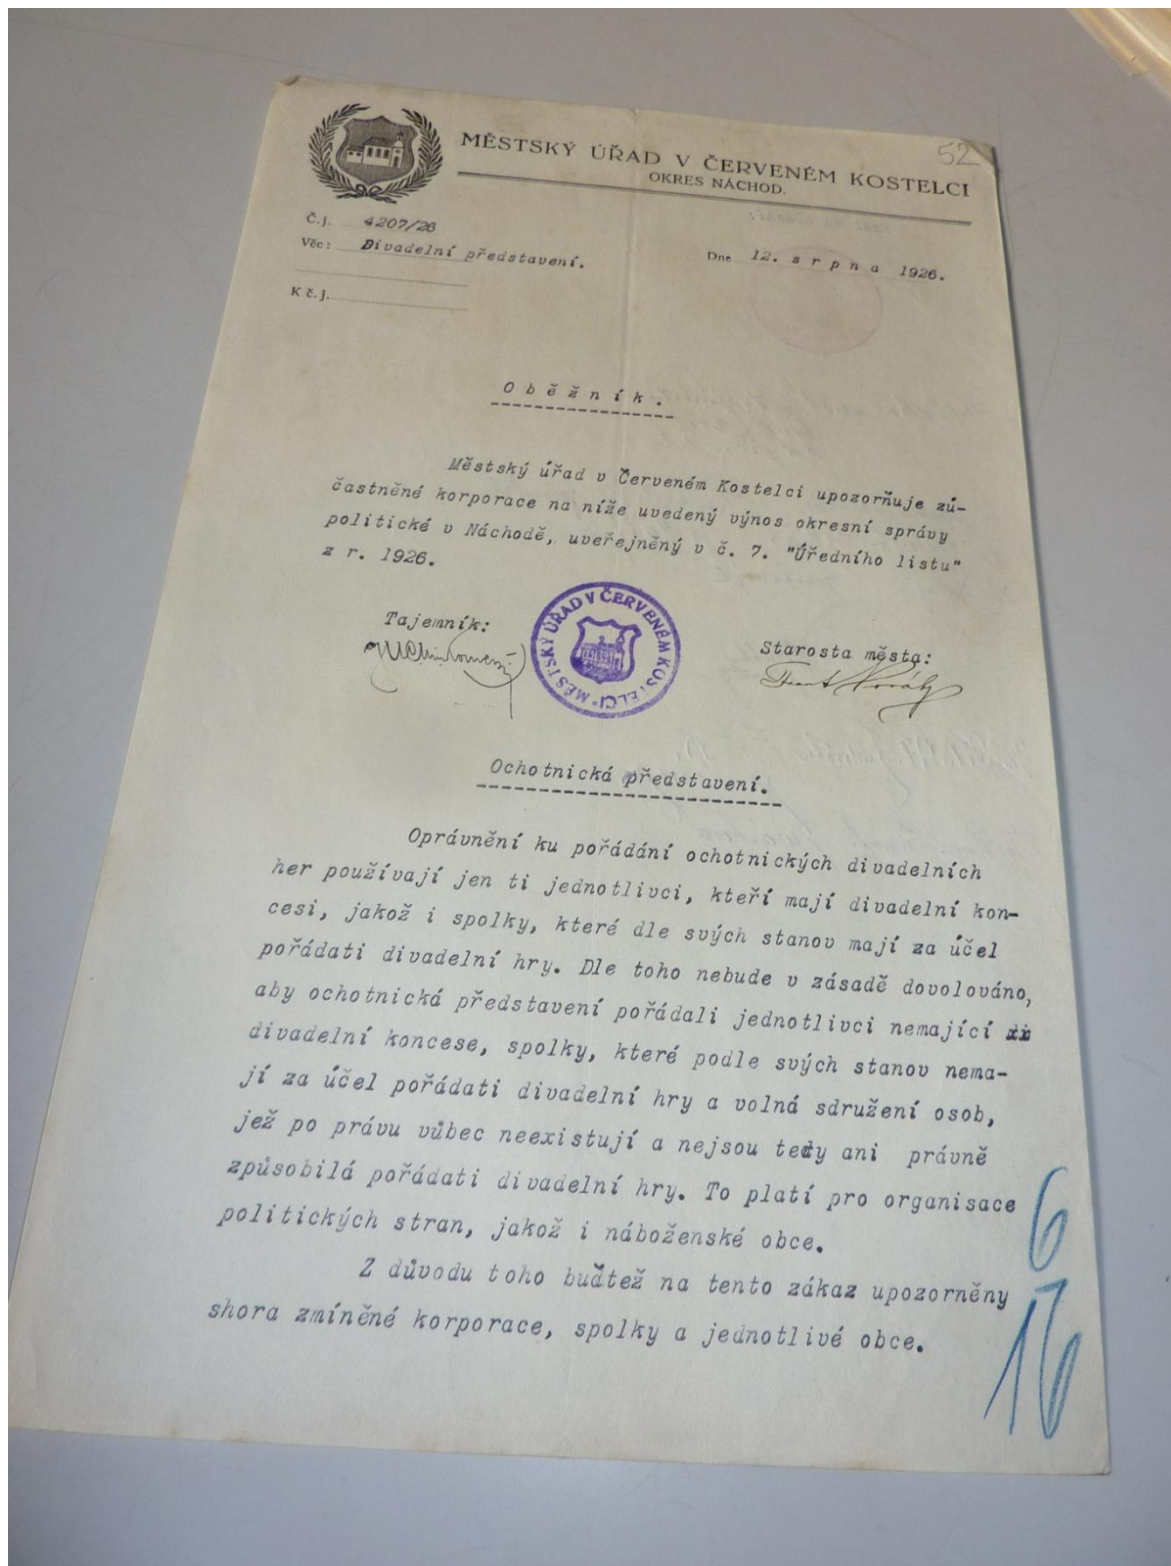 52
MĚSTSKÝ ÚŘAD V ČERVENÉM KOSTELCI
OKRES NÁCHOD.
Č.j. 4207/26
Věc: Divadelní představení.
Dne 12. srpna 1926.
K č.j.
Oběžník.
Městský úřad v Červeném Kostelci upozorňuje zú-
častněné korporace na níže uvedený výnos okresní správy
politické v Náchodě, uveřejněný v č. 7. "Úředního listu"
z r. 1926.
Tajemník:
MĚSTSKÝ ÚŘAD V ČERVENÉM KOSTELCI
Starosta města:
Ochotnická představení.
Oprávnění ku pořádání ochotnických divadelních
her používají jen ti jednotlivci, kteří mají divadelní kon-
cesi, jakož i spolky, které dle svých stanov mají za účel
pořádati divadelní hry. Dle toho nebude v zásadě dovolováno,
aby ochotnická představení pořádali jednotlivci nemající
divadelní koncese, spolky, které podle svých stanov nema-
jí za účel pořádati divadelní hry a volná sdružení osob,
jež po právu vůbec neexistují a nejsou tedy ani právně
způsobilá pořádati divadelní hry. To platí pro organisace
politických stran, jakož i náboženské obce.
Z důvodu toho buďtež na tento zákaz upozorněny
shora zmíněné korporace, spolky a jednotlivé obce.
6
16